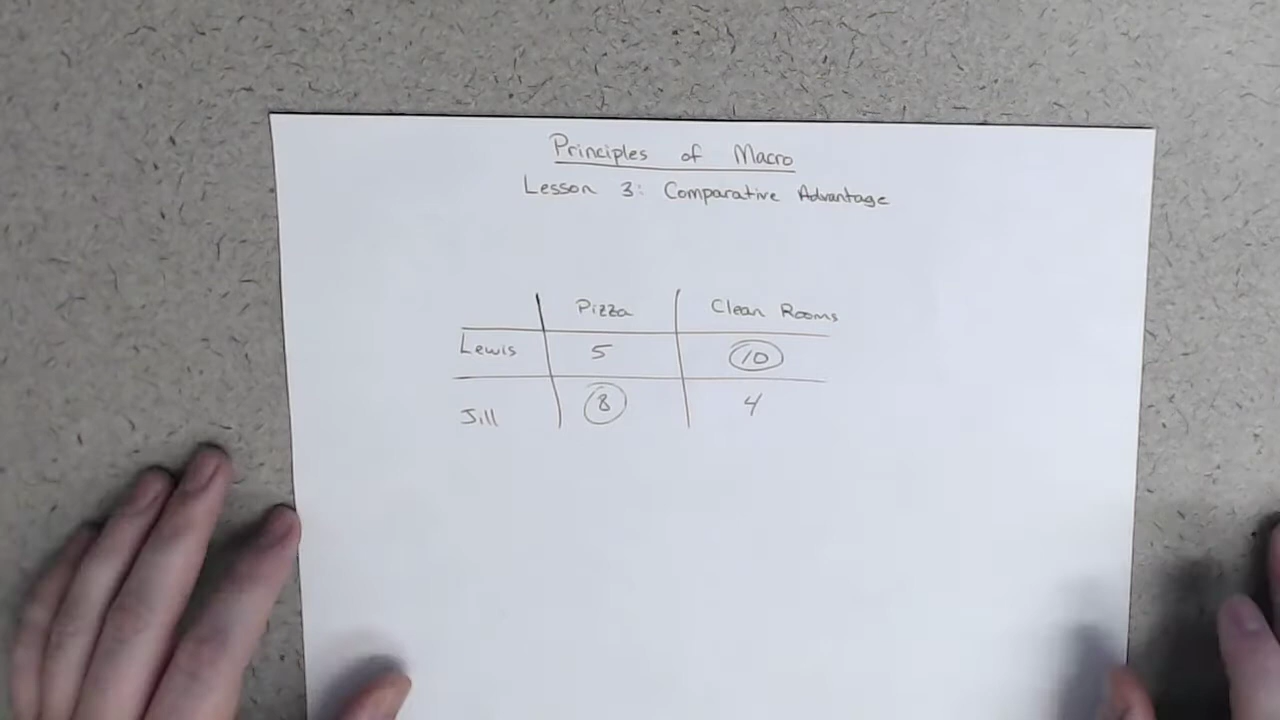 Principles of Macro
Lesson 3: Comparative Advantage
Pizza Clean Rooms
Lewis 5 10
Jill 8 4